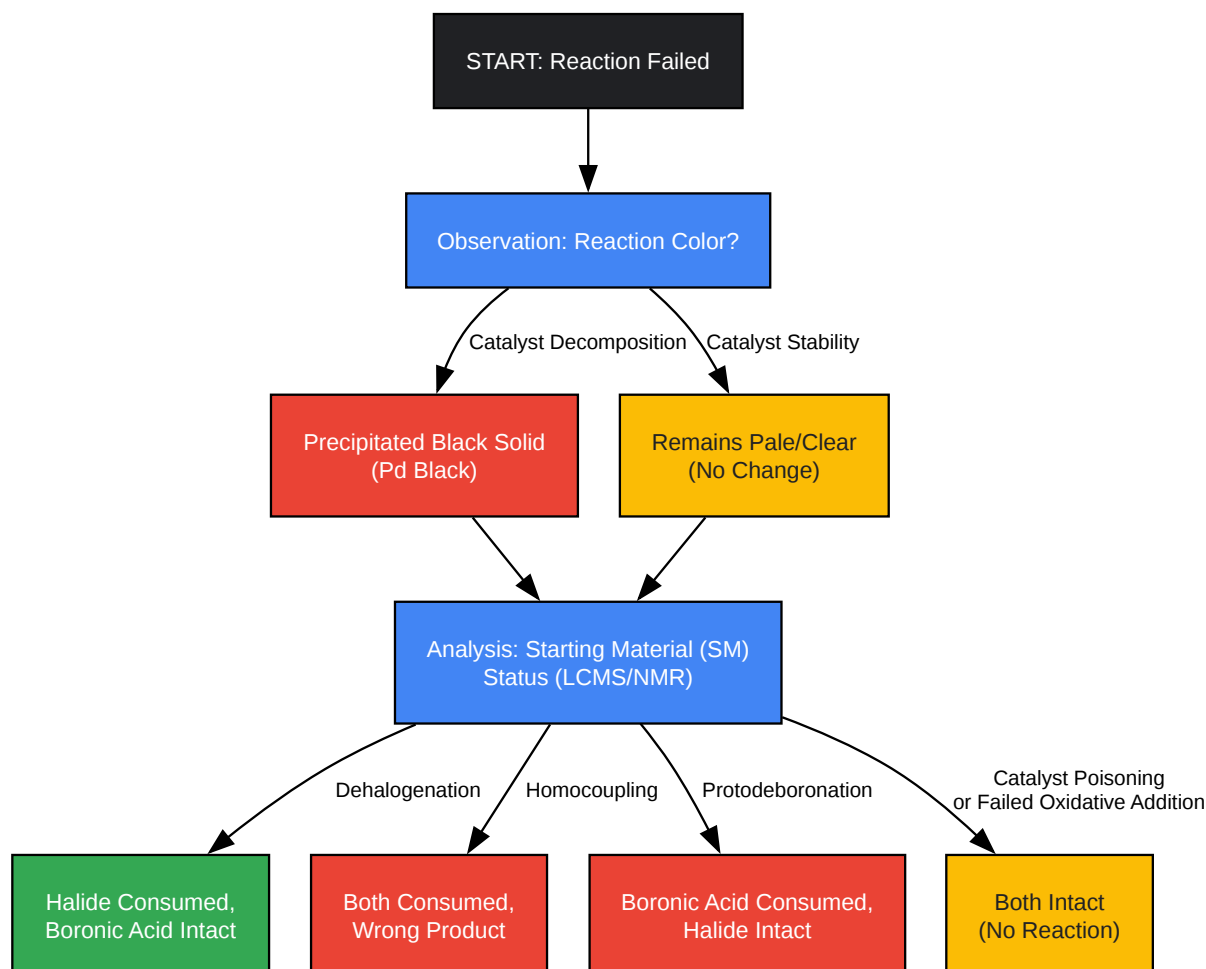 START: Reaction Failed
Observation: Reaction Color?
Catalyst Decomposition
Catalyst Stability
Precipitated Black Solid
(Pd Black)
Remains Pale/Clear
(No Change)
Analysis: Starting Material (SM)
Status (LCMS/NMR)
Dehalogenation
Homocoupling
Protodeboronation
Catalyst Poisoning
or Failed Oxidative Addition
Halide Consumed,
Boronic Acid Intact
Both Consumed,
Wrong Product
Boronic Acid Consumed,
Halide Intact
Both Intact
(No Reaction)